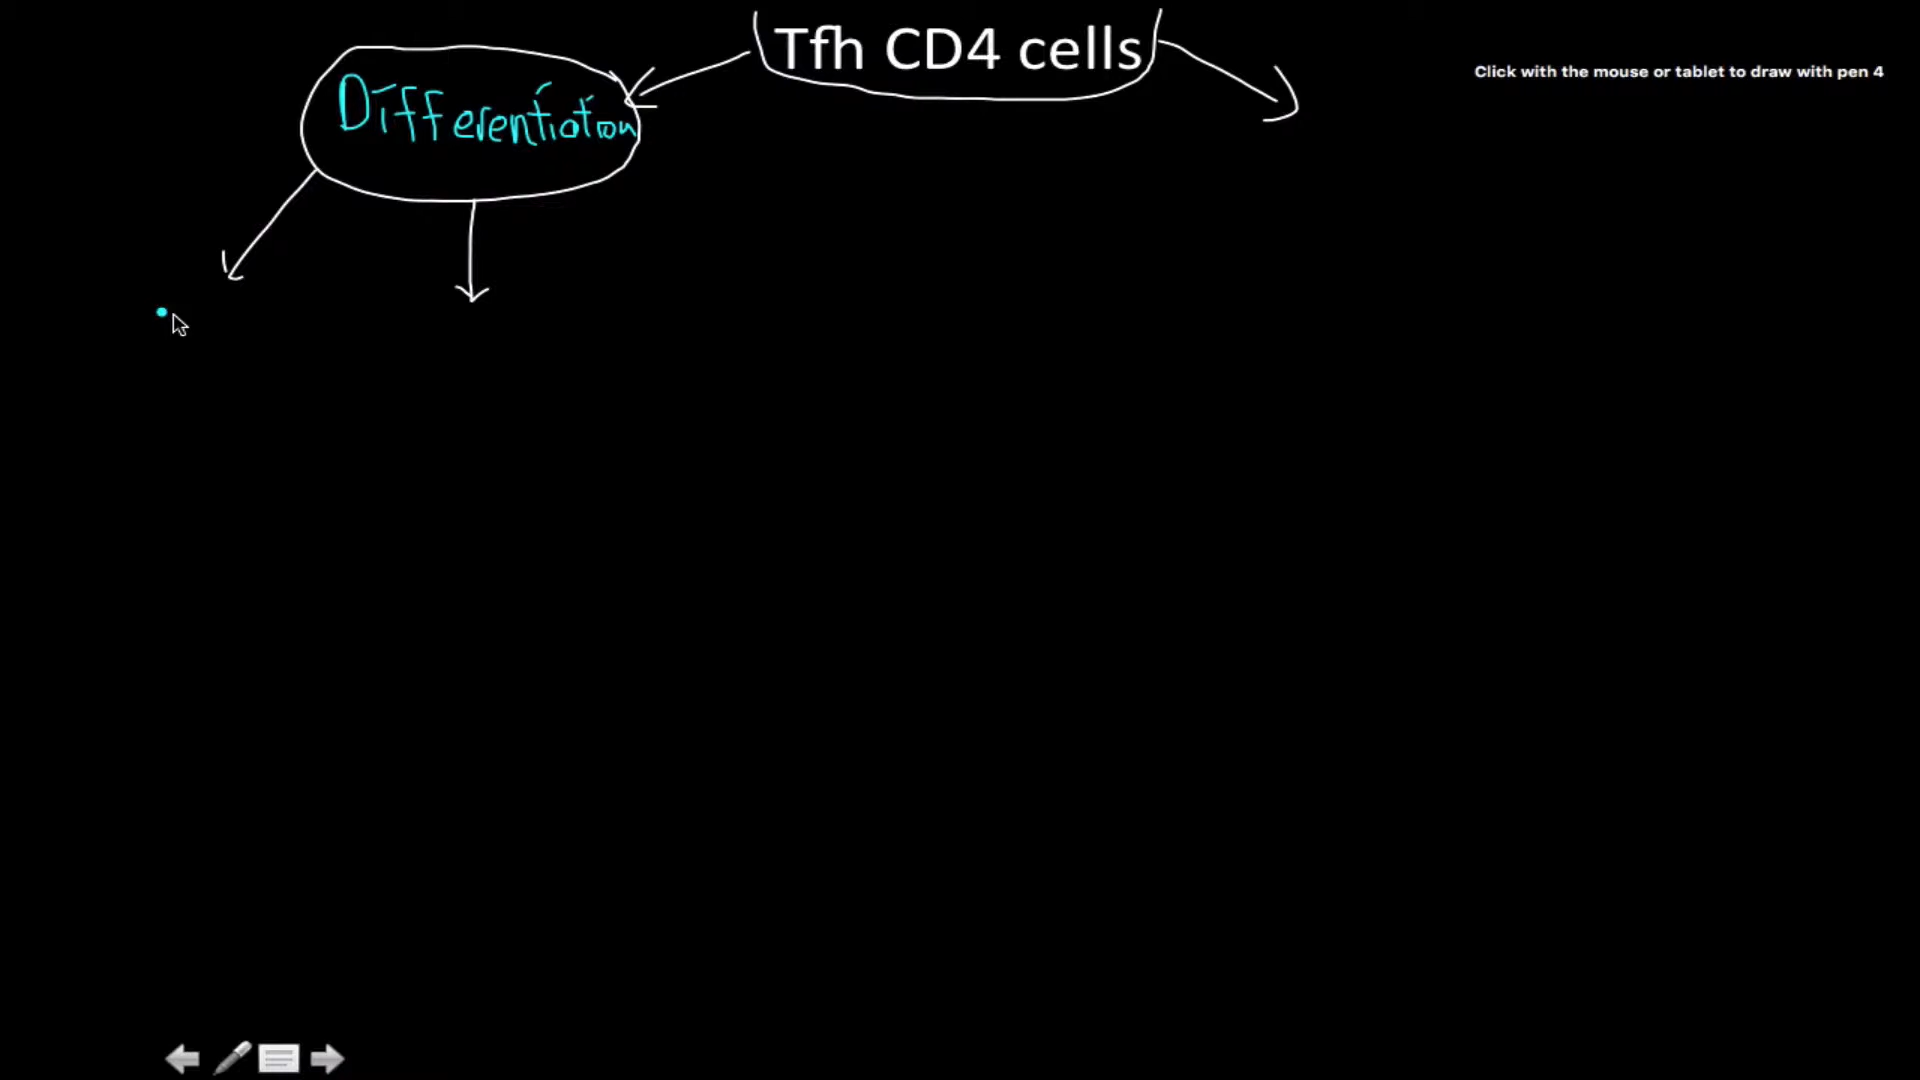 Tfh CD4 cells
Click with the mouse or tablet to draw with pen 4
Differentiation